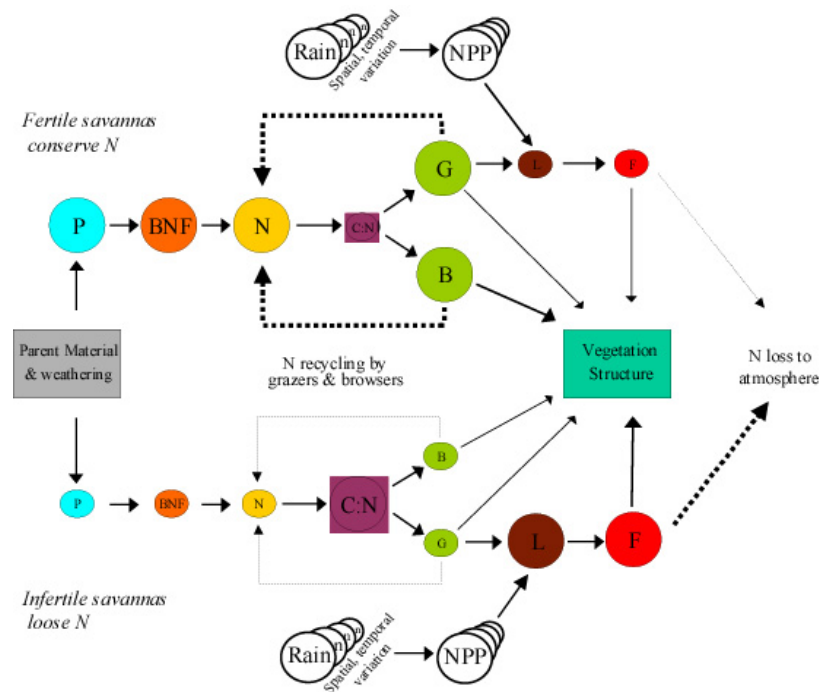 Rain n n n
Spatial, temporal
variation
NPP
Fertile savannas
conserve N
G
L
F
P
BNF
N
C:N
B
Parent Material
& weathering
N recycling by
grazers & browsers
Vegetation
Structure
N loss to
atmosphere
B
P
BNF
N
C:N
G
L
F
Infertile savannas
loose N
Rain n n n
Spatial, temporal
variation
NPP